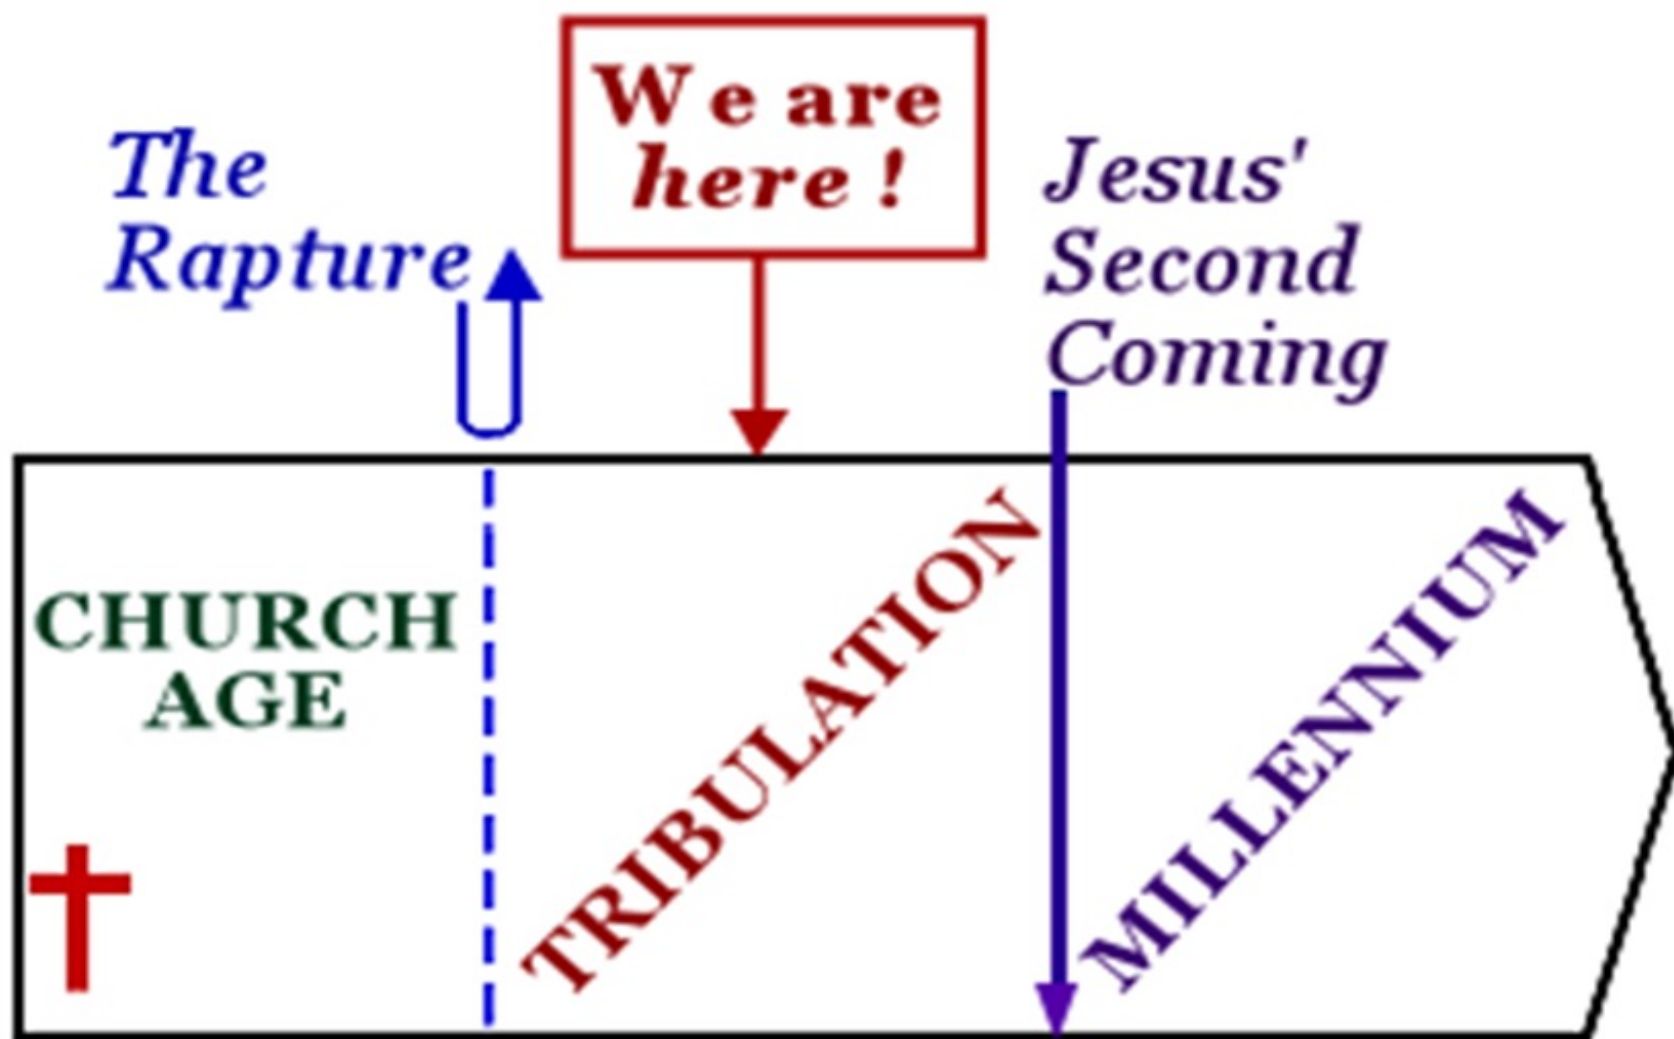 We are
here !
The
Rapture
Jesus'
Second
Coming
CHURCH
AGE
TRIBULATION
MILLENNIUM